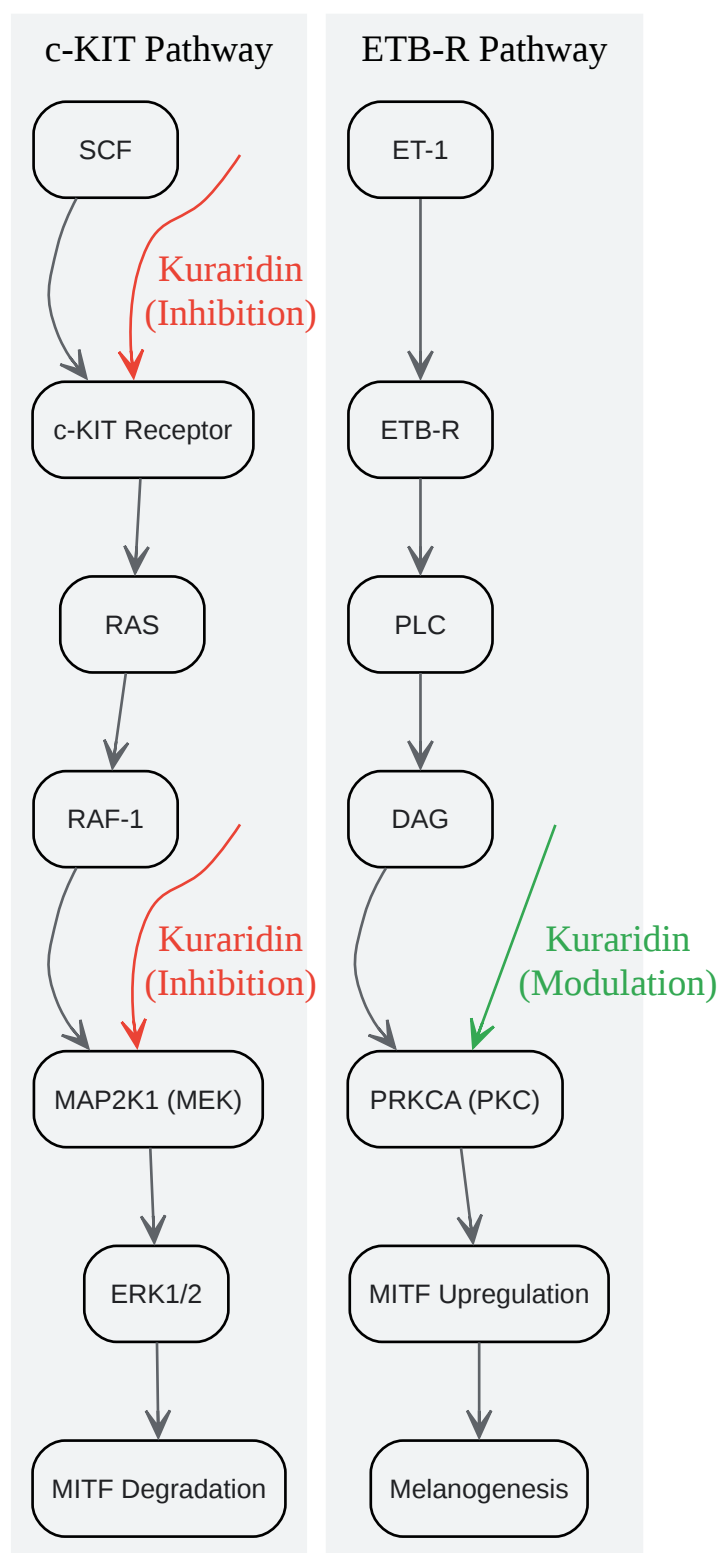 c-KIT Pathway
SCF
Kuraridin
(Inhibition)
c-KIT Receptor
RAS
RAF-1
Kuraridin
(Inhibition)
MAP2K1 (MEK)
ERK1/2
MITF Degradation
ETB-R Pathway
ET-1
ETB-R
PLC
DAG
Kuraridin
(Modulation)
PRKCA (PKC)
MITF Upregulation
Melanogenesis